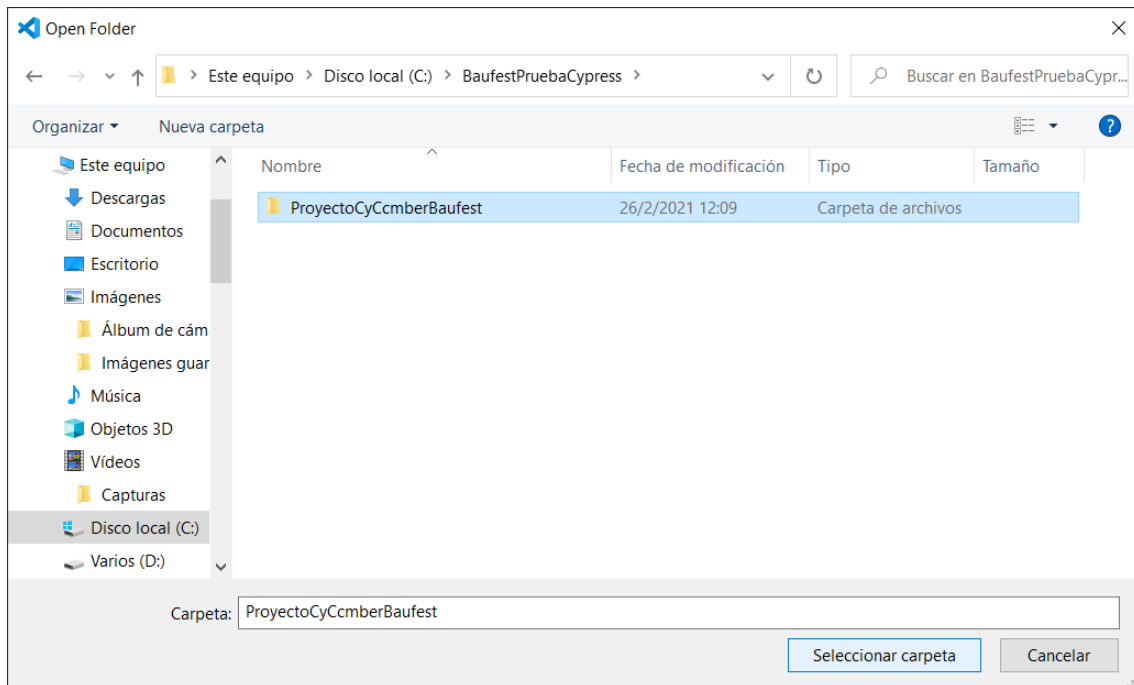 Open Folder
Este equipo > Disco local (C:) > BaufestPruebaCypress >
Buscar en BaufestPruebaCypr...
Organizar
Nueva carpeta
?
Este equipo
Descargas
Documentos
Escritorio
Imágenes
Álbum de cám
Imágenes guar
Música
Objetos 3D
Vídeos
Capturas
Disco local (C:)
Varios (D:)
Nombre Fecha de modificación Tipo Tamaño
ProyectoCyCcmberBaufest 26/2/2021 12:09 Carpeta de archivos
Carpeta: ProyectoCyCcmberBaufest
Seleccionar carpeta Cancelar